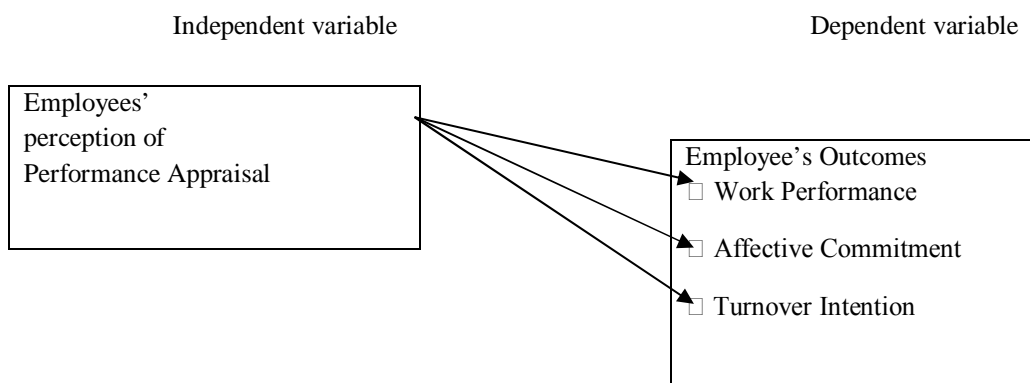 Independent variable
Dependent variable
Employees’
perception of
Performance Appraisal
Employee’s Outcomes
□ Work Performance
□ Affective Commitment
□ Turnover Intention